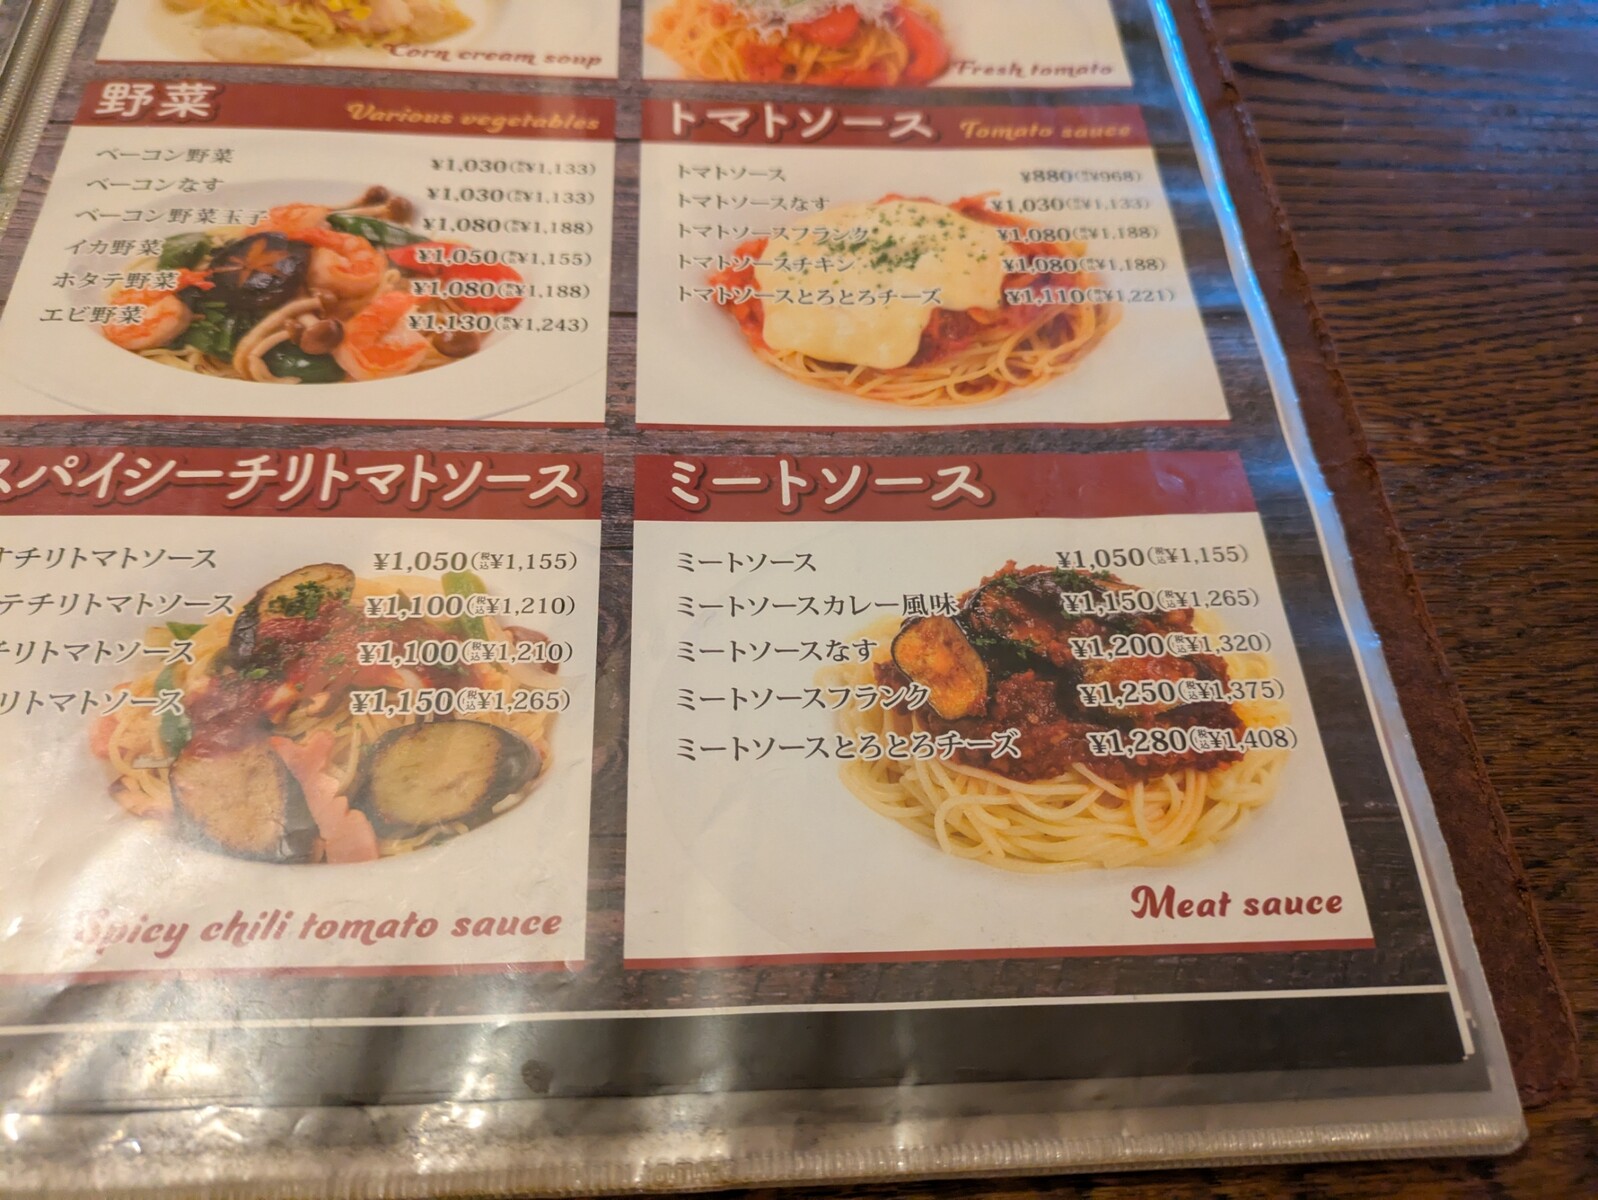 Corn cream soup
Fresh tomato
野菜 Various vegetables
ベーコン野菜 ¥1,030(税込¥1,133)
ベーコンなす ¥1,030(税込¥1,133)
ベーコン野菜玉子 ¥1,080(税込¥1,188)
イカ野菜 ¥1,050(税込¥1,155)
ホタテ野菜 ¥1,080(税込¥1,188)
エビ野菜 ¥1,130(税込¥1,243)
トマトソース Tomato sauce
トマトソース ¥880(税込¥968)
トマトソースなす ¥1,030(税込¥1,133)
トマトソースフランク ¥1,080(税込¥1,188)
トマトソースチキン ¥1,080(税込¥1,188)
トマトソースとろとろチーズ ¥1,110(税込¥1,221)
スパイシーチリトマトソース
すチリトマトソース ¥1,050(税込¥1,155)
テチリトマトソース ¥1,100(税込¥1,210)
チリトマトソース ¥1,100(税込¥1,210)
リトマトソース ¥1,150(税込¥1,265)
Spicy chili tomato sauce
ミートソース
ミートソース ¥1,050(税込¥1,155)
ミートソースカレー風味 ¥1,150(税込¥1,265)
ミートソースなす ¥1,200(税込¥1,320)
ミートソースフランク ¥1,250(税込¥1,375)
ミートソースとろとろチーズ ¥1,280(税込¥1,408)
Meat sauce